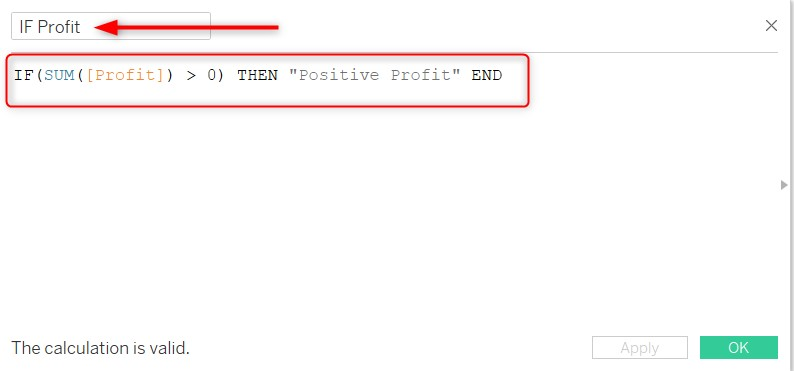 IF Profit
IF(SUM([Profit]) > 0) THEN "Positive Profit" END
The calculation is valid.
Apply
OK